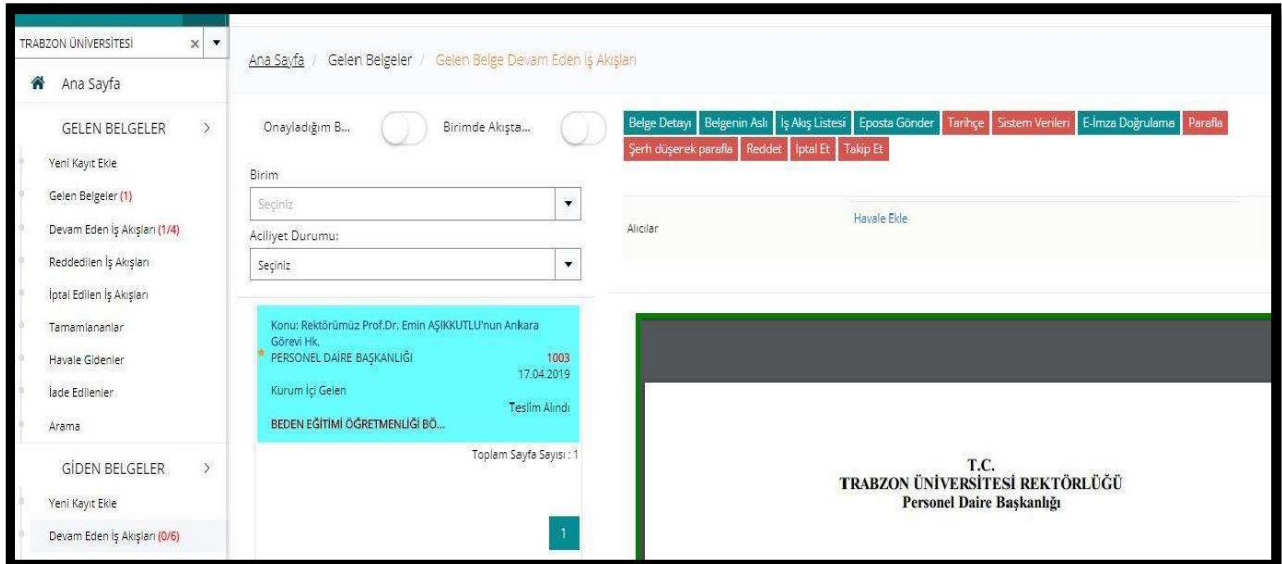 TRABZON ÜNİVERSİTESİ
Ana Sayfa
GELEN BELGELER
Yeni Kayıt Ekle
Gelen Belgeler (1)
Devam Eden İş Akışları (1/4)
Reddedilen İş Akışları
İptal Edilen İş Akışları
Tamamlananlar
Havale Gidenler
İade Edilenler
Arama
GİDEN BELGELER
Yeni Kayıt Ekle
Devam Eden İş Akışları (0/6)
Ana Sayfa / Gelen Belgeler / Gelen Belge Devam Eden İş Akışları
Onayladığım B... Birimde Akışta...
Birim
Seçiniz
Aciliyet Durumu:
Seçiniz
Konu: Rektörümüz Prof.Dr. Emin AŞIKKUTLU'nun Ankara
Görevi Hk.
PERSONEL DAİRE BAŞKANLIĞI 1003
17.04.2019
Kurum İçi Gelen
Teslim Alındı
BEDEN EĞİTİMİ ÖĞRETMENLİĞİ BÖ...
Toplam Sayfa Sayısı : 1
1
Belge Detayı Belgenin Aslı İş Akış Listesi Eposta Gönder Tarihçe Sistem Verileri E-İmza Doğrulama Parafla
Şerh düşerek parafla Reddet İptal Et Takip Et
Alıcılar Havale Ekle
T.C.
TRABZON ÜNİVERSİTESİ REKTÖRLÜĞÜ
Personel Daire Başkanlığı